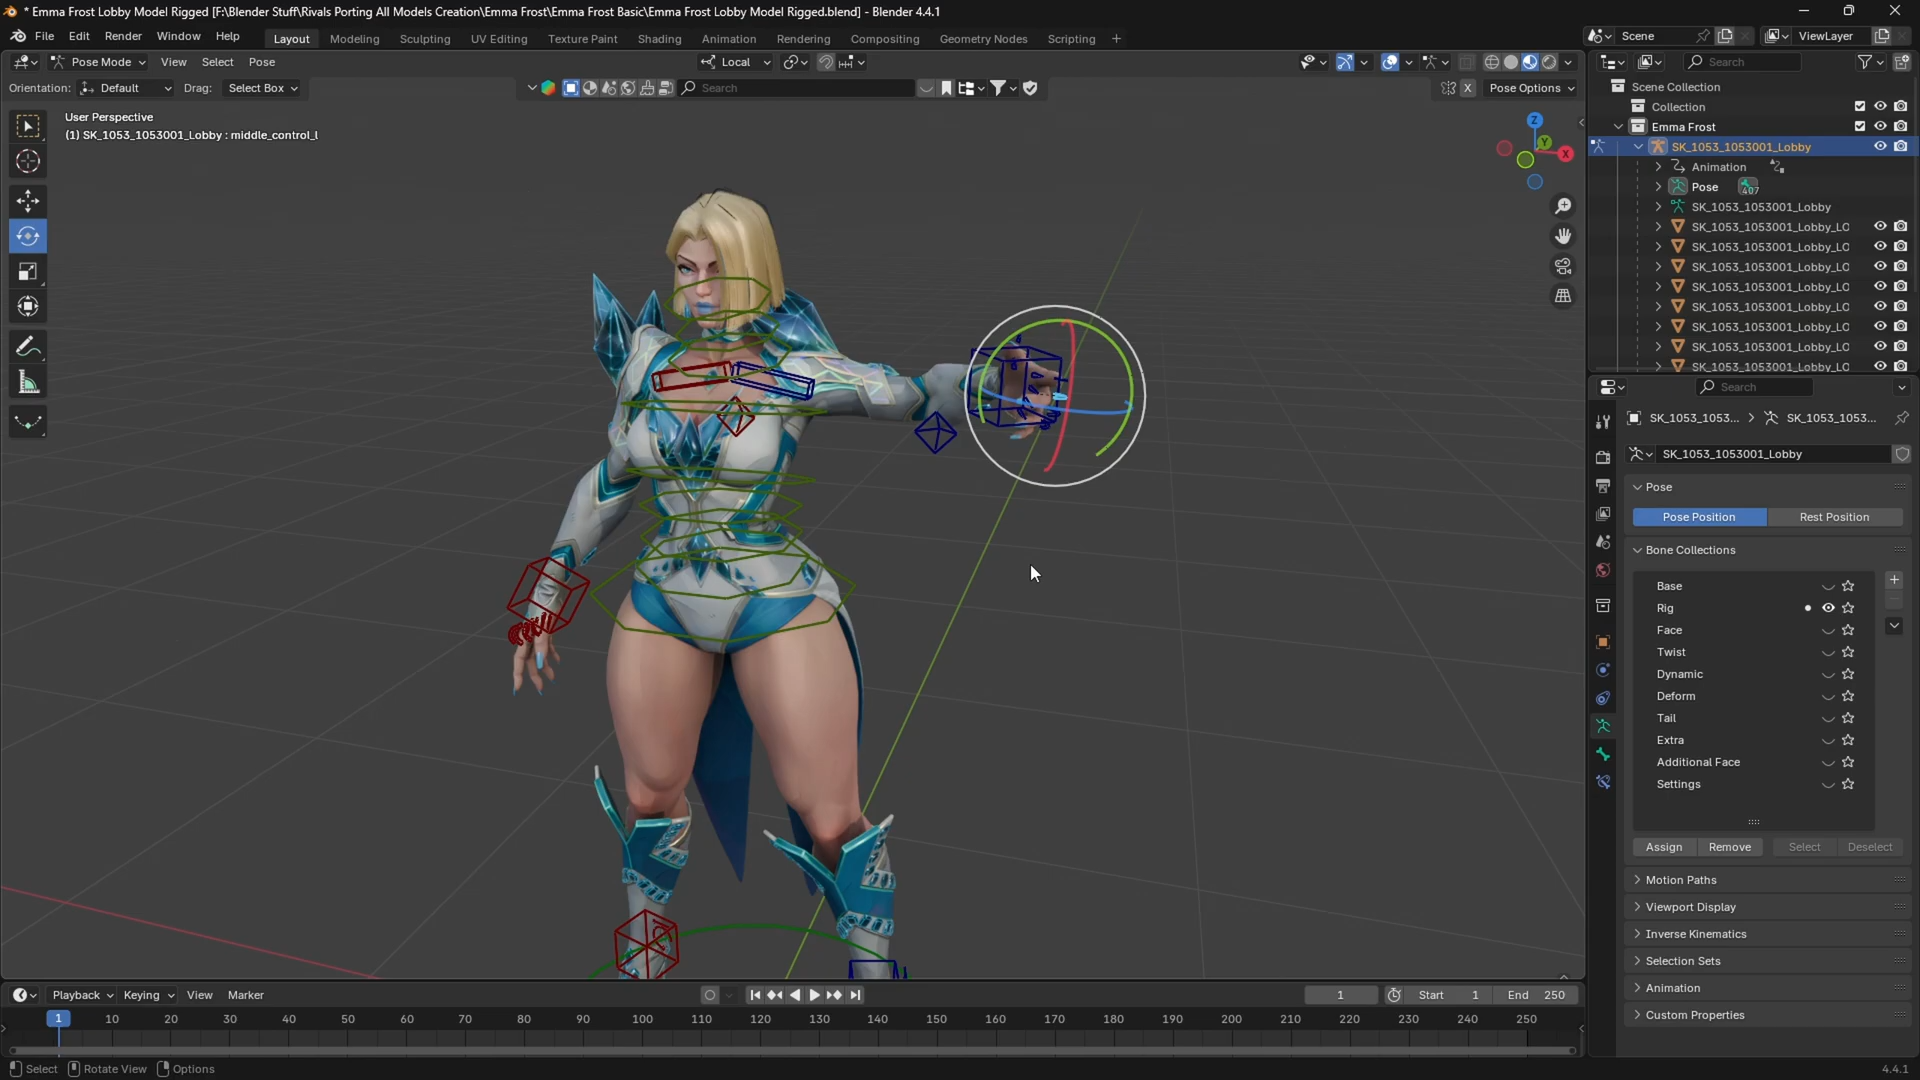 * Emma Frost Lobby Model Rigged [F:\Blender Stuff\Rivals Porting All Models Creation\Emma Frost\Emma Frost Basic\Emma Frost Lobby Model Rigged.blend] - Blender 4.4.1
File Edit Render Window Help Layout Modeling Sculpting UV Editing Texture Paint Shading Animation Rendering Compositing Geometry Nodes Scripting + Scene ViewLayer
Pose Mode View Select Pose Local Search
Orientation: Default Drag: Select Box Search X Pose Options
User Perspective
(1) SK_1053_1053001_Lobby : middle_control_l
Z
Y
X
Scene Collection
Collection
Emma Frost
SK_1053_1053001_Lobby
Animation
Pose 407
SK_1053_1053001_Lobby
SK_1053_1053001_Lobby_LO
SK_1053_1053001_Lobby_LO
SK_1053_1053001_Lobby_LO
SK_1053_1053001_Lobby_LO
SK_1053_1053001_Lobby_LO
SK_1053_1053001_Lobby_LO
SK_1053_1053001_Lobby_LO
SK_1053_1053001_Lobby_LO
Search
SK_1053_1053... SK_1053_1053...
SK_1053_1053001_Lobby
Pose
Pose Position Rest Position
Bone Collections
Base
Rig
Face
Twist
Dynamic
Deform
Tail
Extra
Additional Face
Settings
Assign Remove Select Deselect
Motion Paths
Viewport Display
Inverse Kinematics
Selection Sets
Animation
Custom Properties
Playback Keying View Marker 1 Start 1 End 250
1 10 20 30 40 50 60 70 80 90 100 110 120 130 140 150 160 170 180 190 200 210 220 230 240 250
Select Rotate View Options 4.4.1